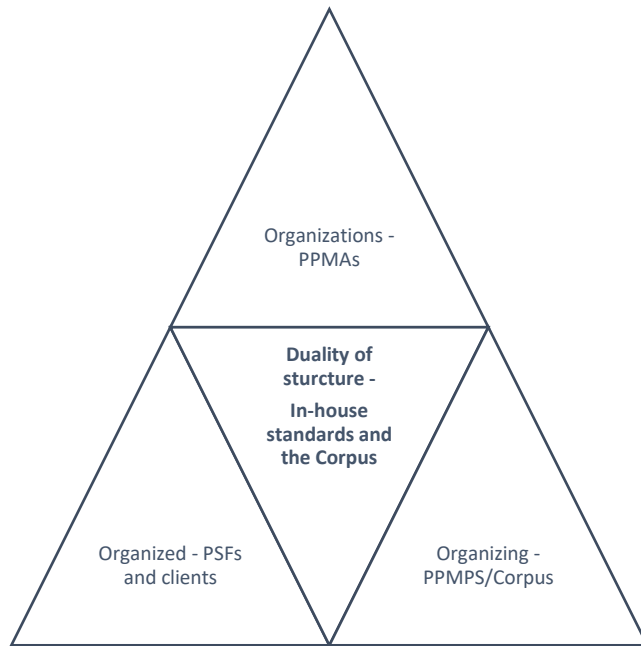 Organizations -
PPMAs
Duality of
sturcture -
In-house
standards and
the Corpus
Organized - PSFs
and clients
Organizing -
PPMPS/Corpus